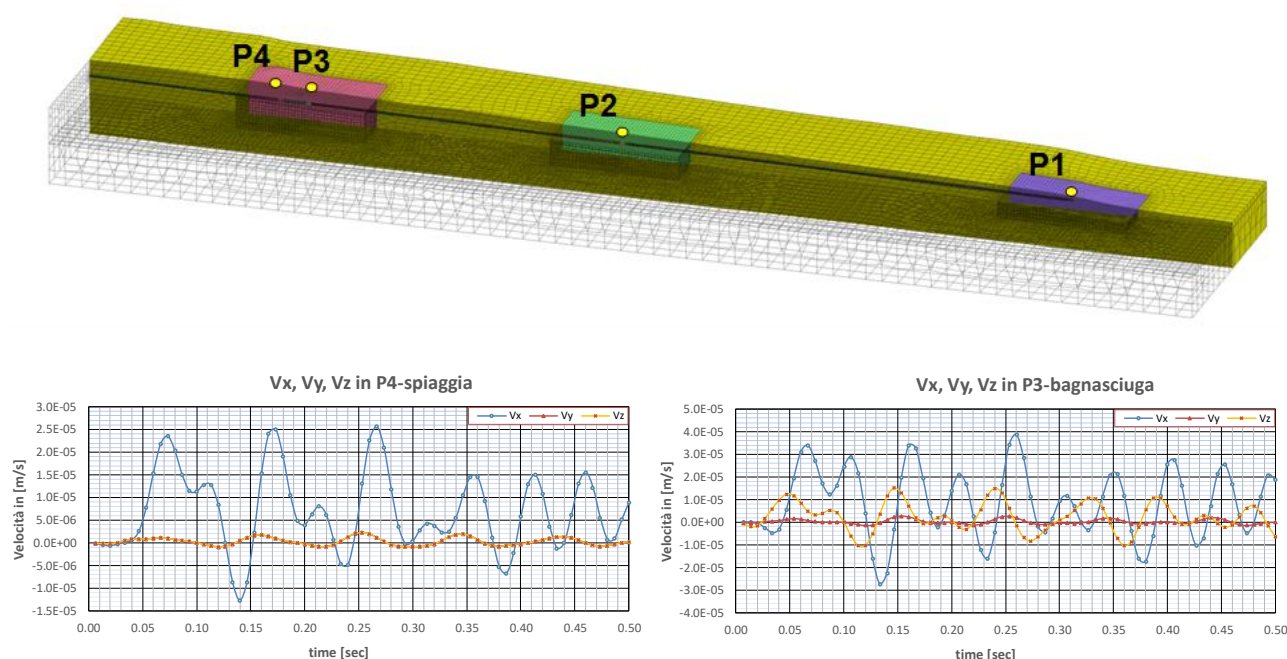 P4 P3
P2
P1
Vx, Vy, Vz in P4-spiaggia
Vx Vy Vz
3.0E-05
2.5E-05
2.0E-05
1.5E-05
1.0E-05
5.0E-06
0.0E+00
-5.0E-06
-1.0E-05
-1.5E-05
Velocità in [m/s]
0.00 0.05 0.10 0.15 0.20 0.25 0.30 0.35 0.40 0.45 0.50
time [sec]
Vx, Vy, Vz in P3-bagnasciuga
Vx Vy Vz
5.0E-05
4.0E-05
3.0E-05
2.0E-05
1.0E-05
0.0E+00
-1.0E-05
-2.0E-05
-3.0E-05
-4.0E-05
Velocità in [m/s]
0.00 0.05 0.10 0.15 0.20 0.25 0.30 0.35 0.40 0.45 0.50
time [sec]